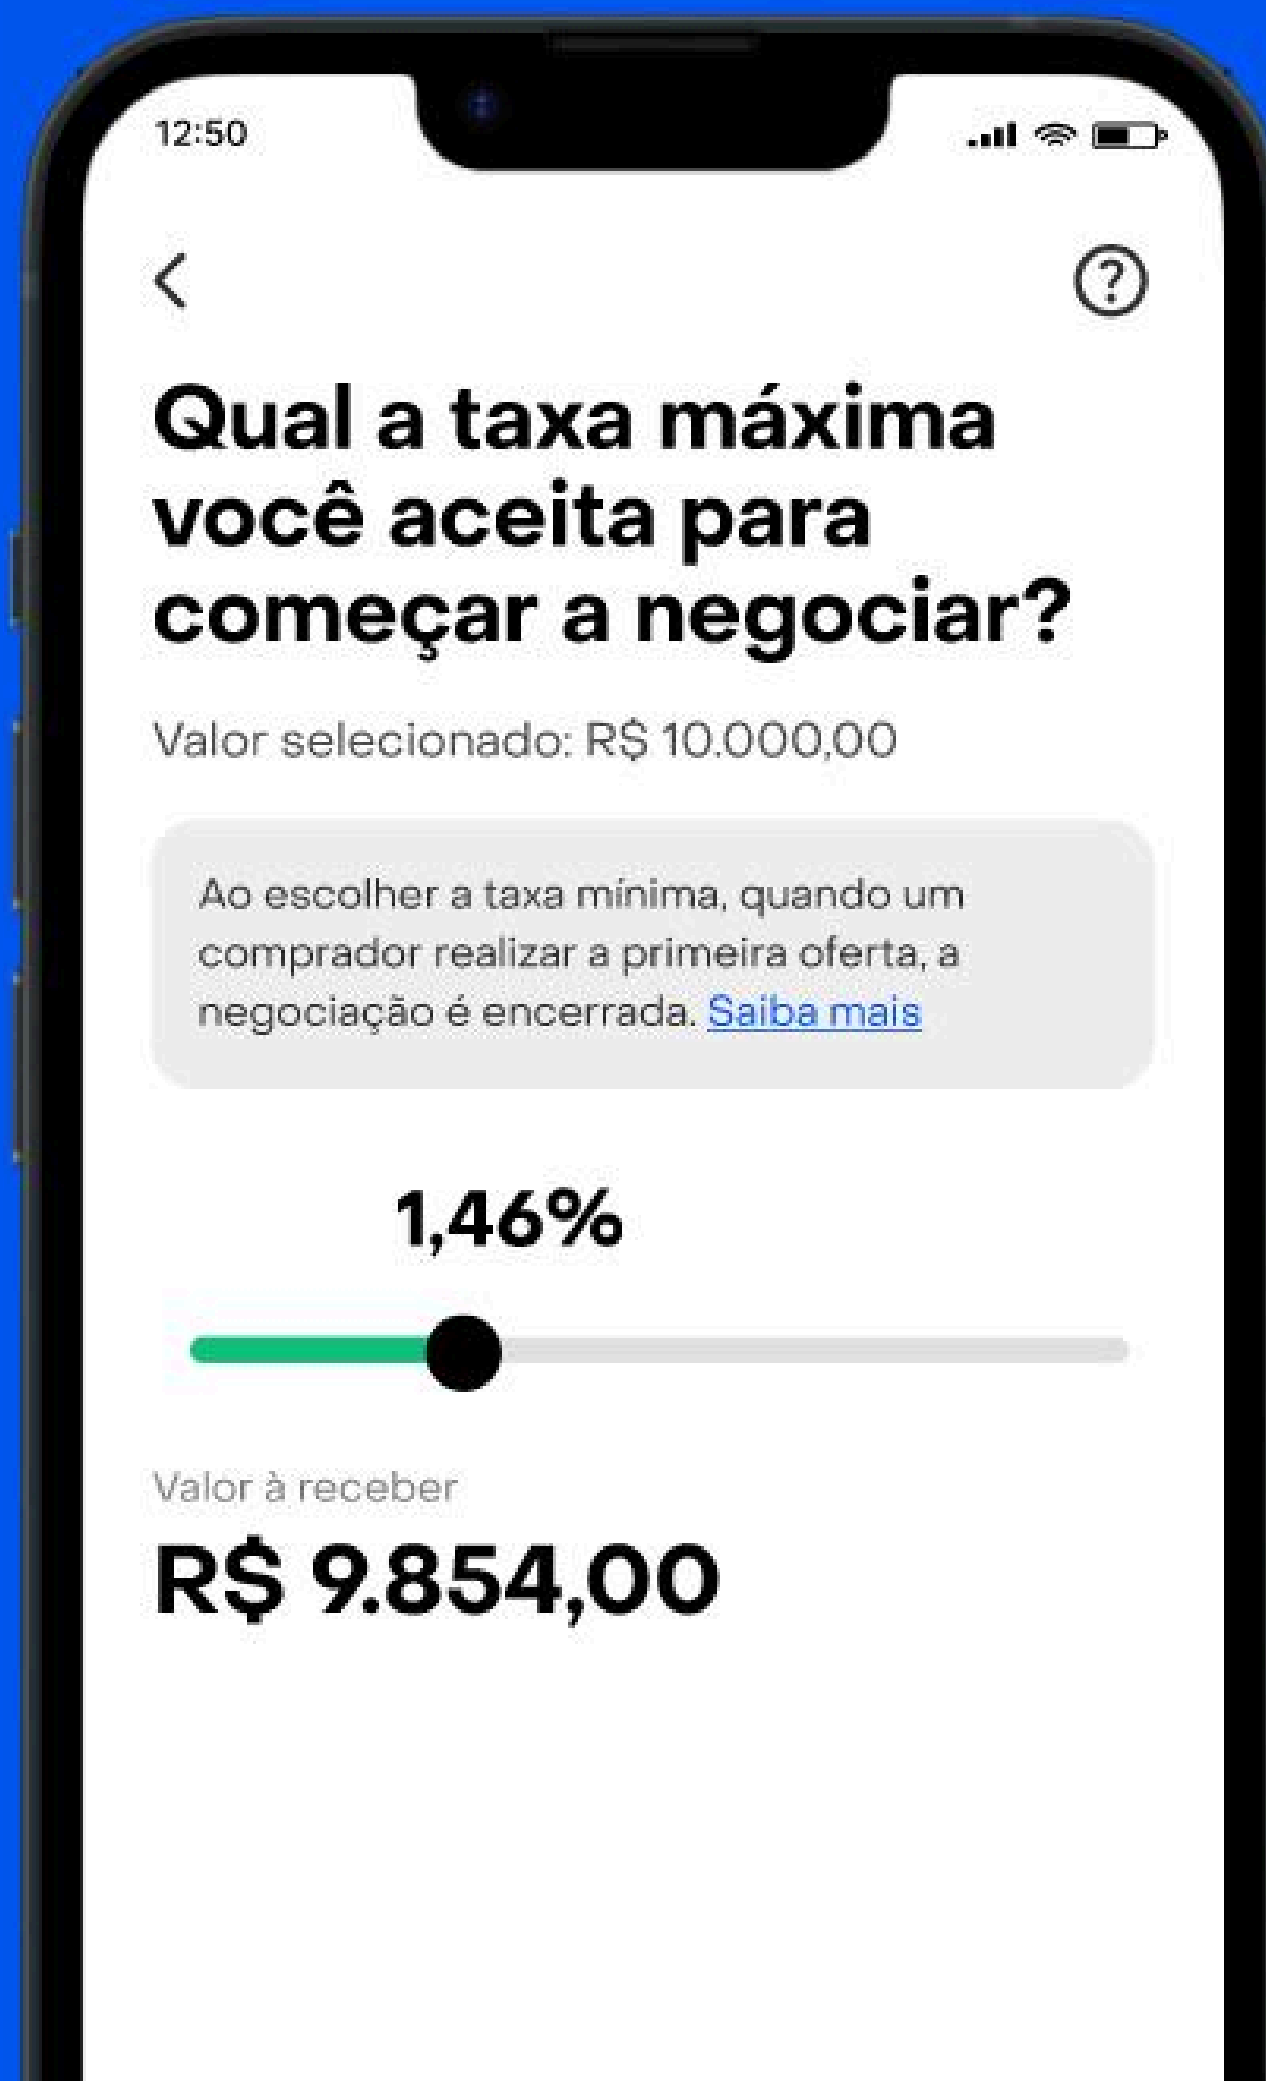 12:50
Qual a taxa máxima
você aceita para
começar a negociar?
Valor selecionado: R$ 10.000,00
Ao escolher a taxa mínima, quando um
comprador realizar a primeira oferta, a
negociação é encerrada. Saiba mais
1,46%
Valor à receber
R$ 9.854,00